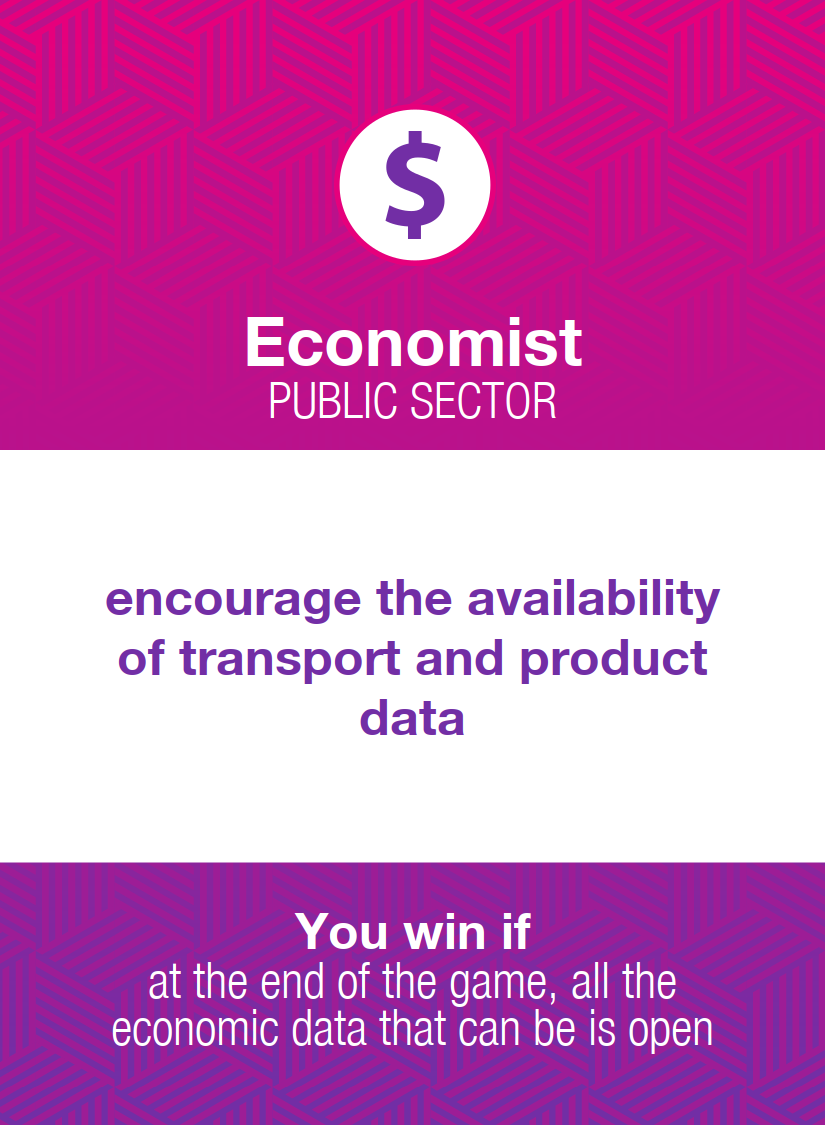 $
Economist
PUBLIC SECTOR
encourage the availability
of transport and product
data
You win if
at the end of the game, all the
economic data that can be is open